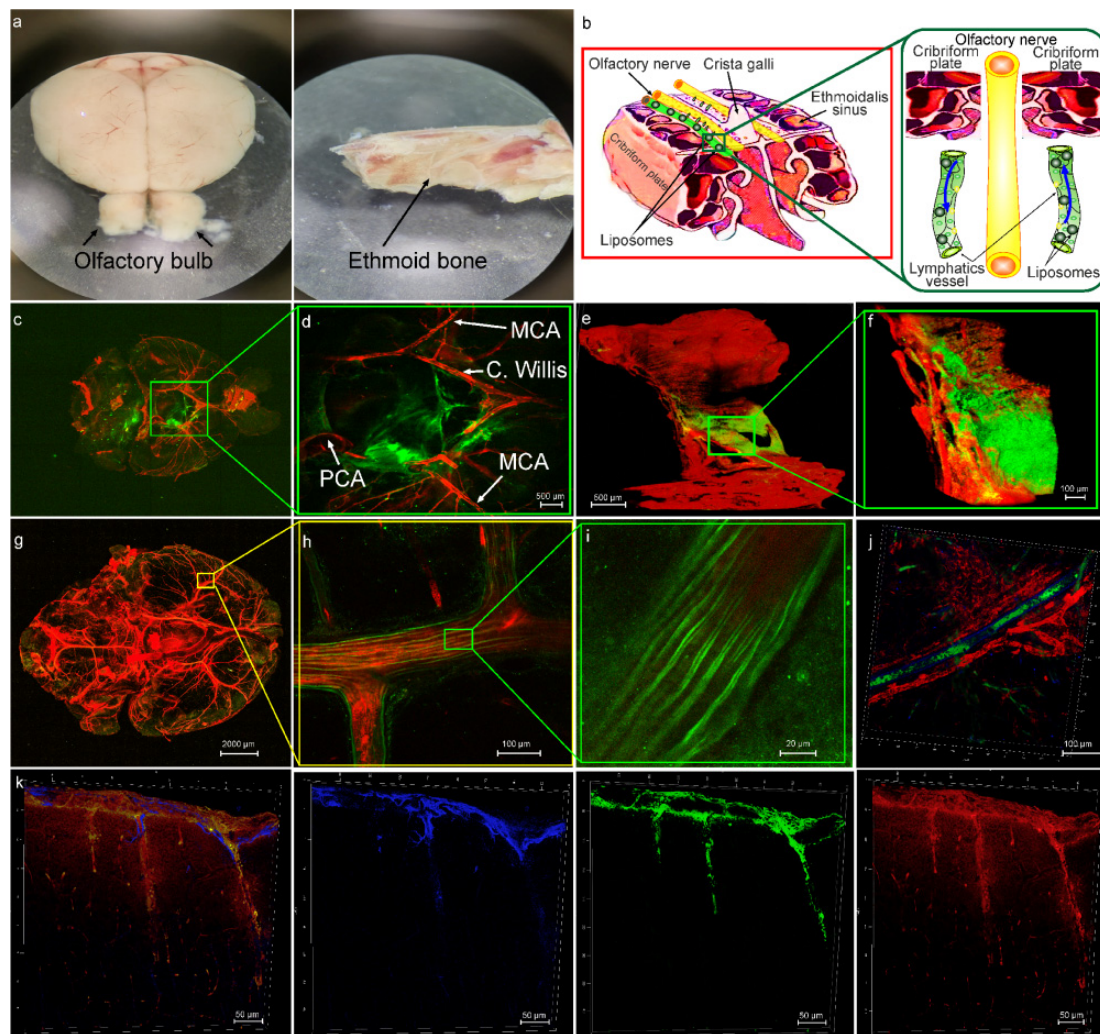 a
Olfactory bulb
Ethmoid bone
b
Olfactory nerve
Crista galli
Ethmoidalis
sinus
Cribriform plate
Liposomes
Olfactory nerve
Cribriform
plate
Cribriform
plate
Lymphatics
vessel
Liposomes
c
d
MCA
C. Willis
PCA
MCA
500 µm
e
500 µm
f
100 µm
g
2000 µm
h
100 µm
i
20 µm
j
100 µm
k
50 µm
50 µm
50 µm
50 µm